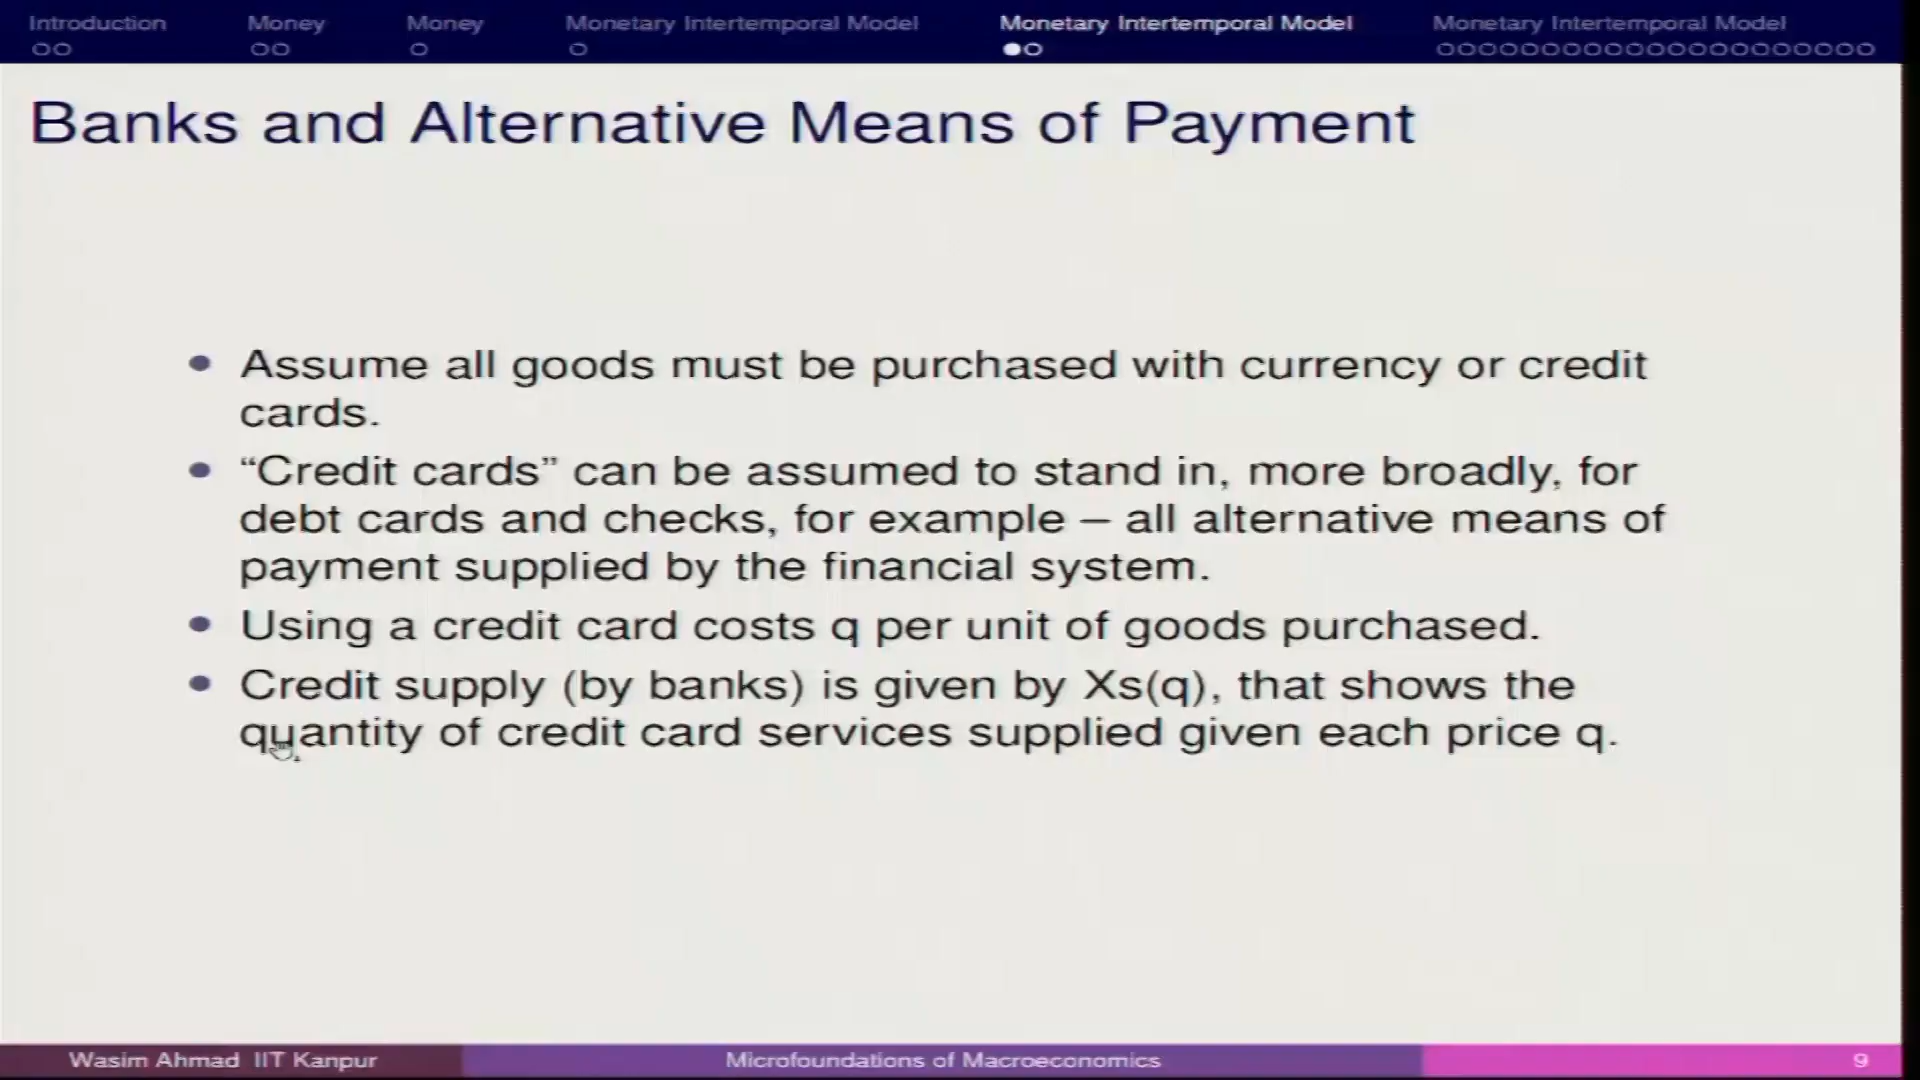 Introduction Money Money Monetary Intertemporal Model Monetary Intertemporal Model Monetary Intertemporal Model
Banks and Alternative Means of Payment
Assume all goods must be purchased with currency or credit
cards.
“Credit cards” can be assumed to stand in, more broadly, for
debt cards and checks, for example – all alternative means of
payment supplied by the financial system.
Using a credit card costs q per unit of goods purchased.
Credit supply (by banks) is given by Xs(q), that shows the
quantity of credit card services supplied given each price q.
Wasim Ahmad IIT Kanpur Microfoundations of Macroeconomics 9